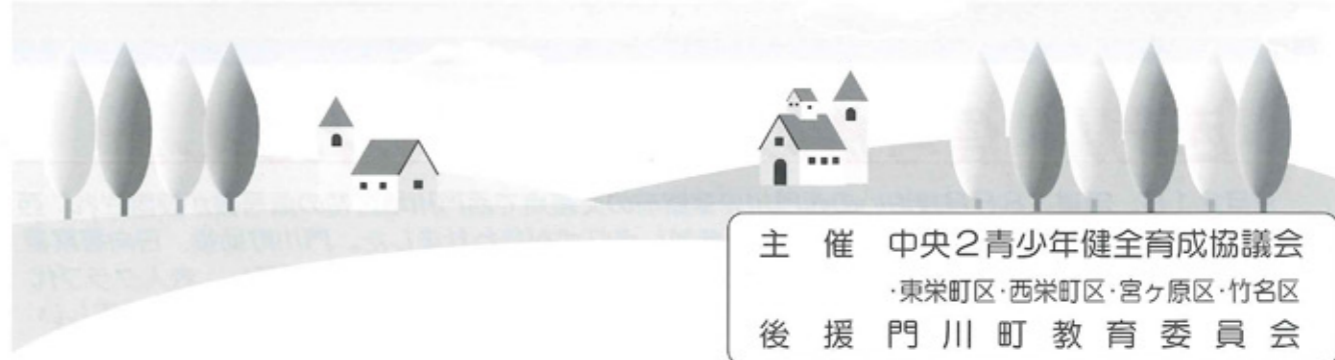 主　催　中央2青少年健全育成協議会
・東栄町区・西栄町区・宮ヶ原区・竹名区
後　援　門川町教育委員会